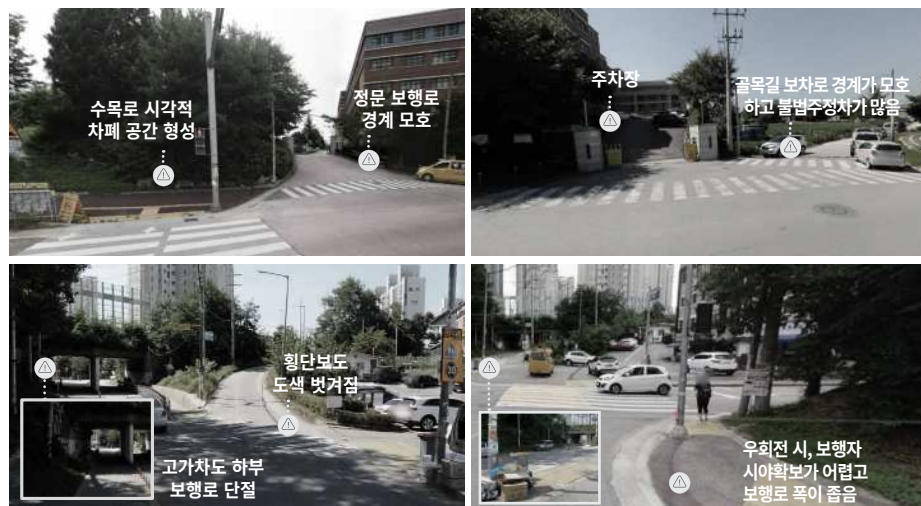 수목로 시각적
차폐 공간 형성
정문 보행로
경계 모호
주차장
골목길 보차로 경계가 모호
하고 불법주정차가 많음
횡단보도
도색 벗겨짐
고가차도 하부
보행로 단절
우회전 시, 보행자
시야확보가 어렵고
보행로 폭이 좁음